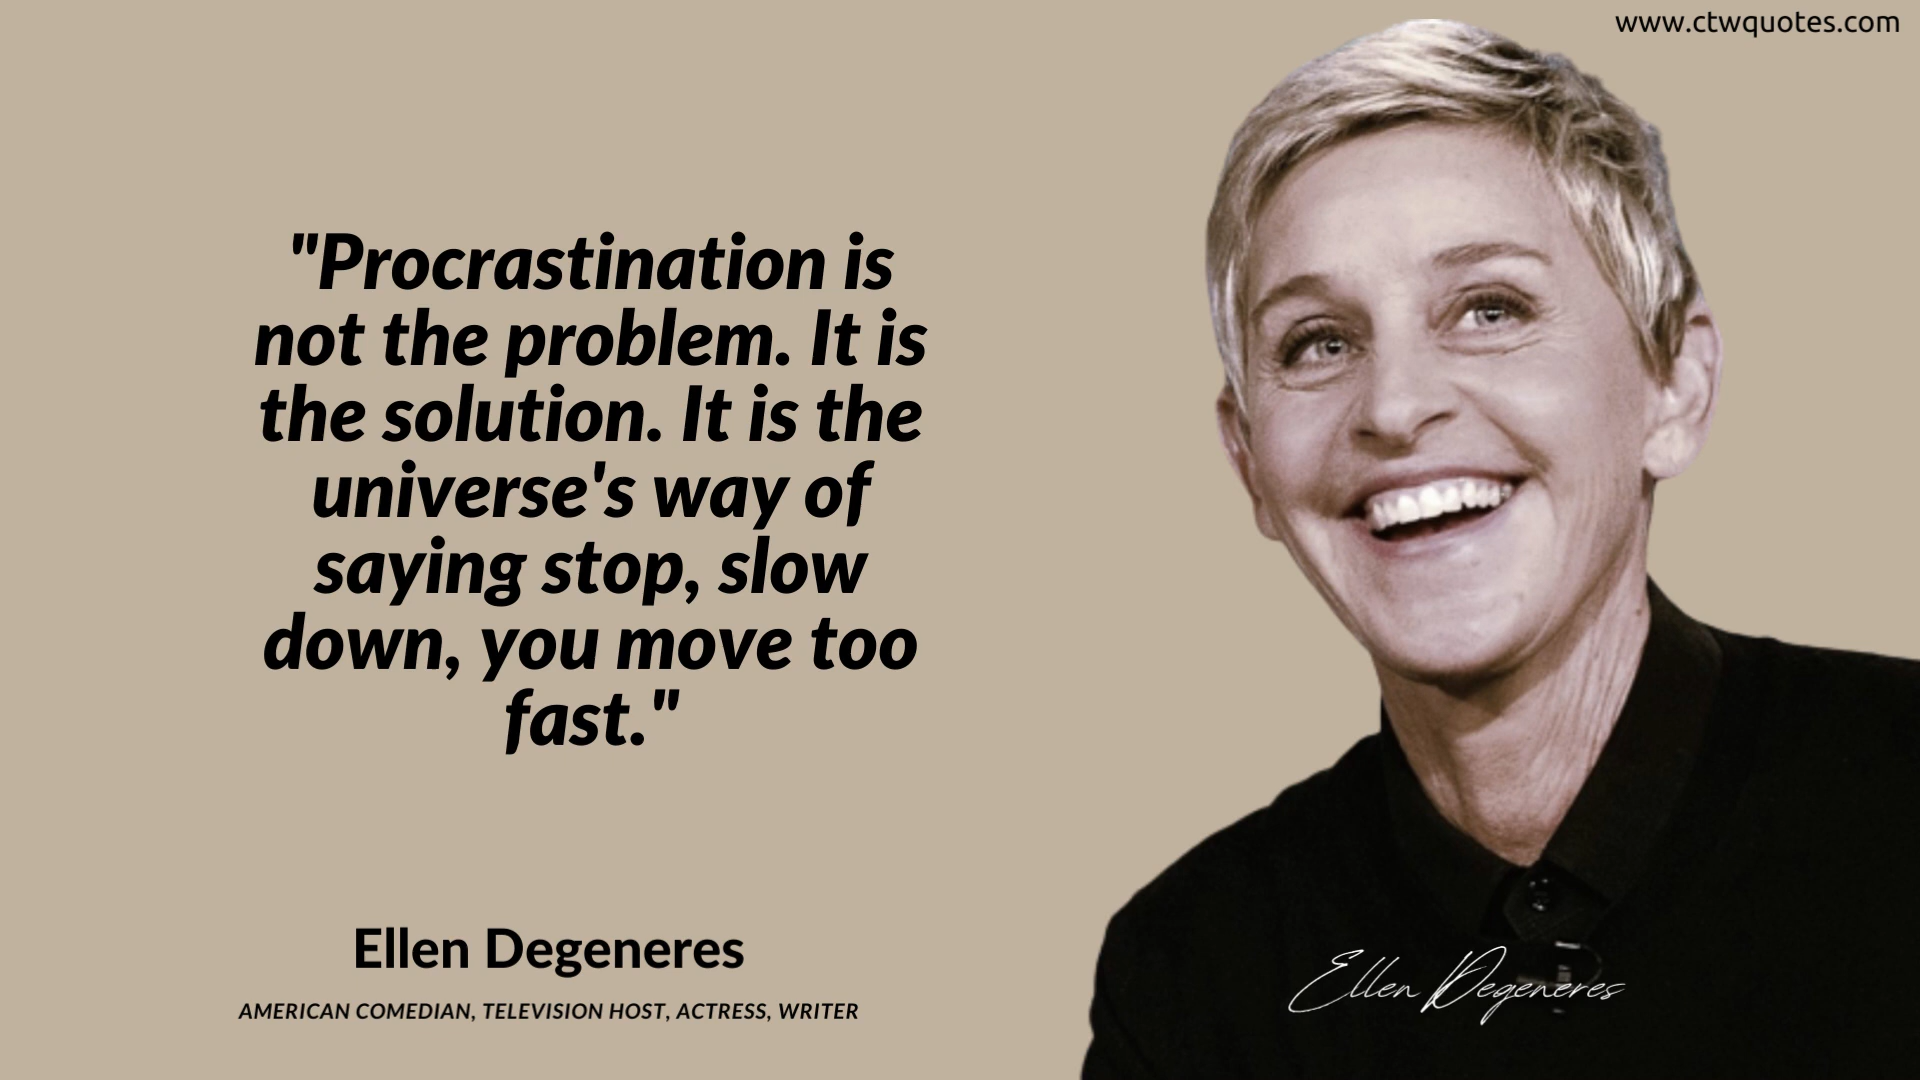 www.ctwquotes.com
"Procrastination is
not the problem. It is
the solution. It is the
universe's way of
saying stop, slow
down, you move too
fast."
Ellen Degeneres
AMERICAN COMEDIAN, TELEVISION HOST, ACTRESS, WRITER
Ellen Degeneres